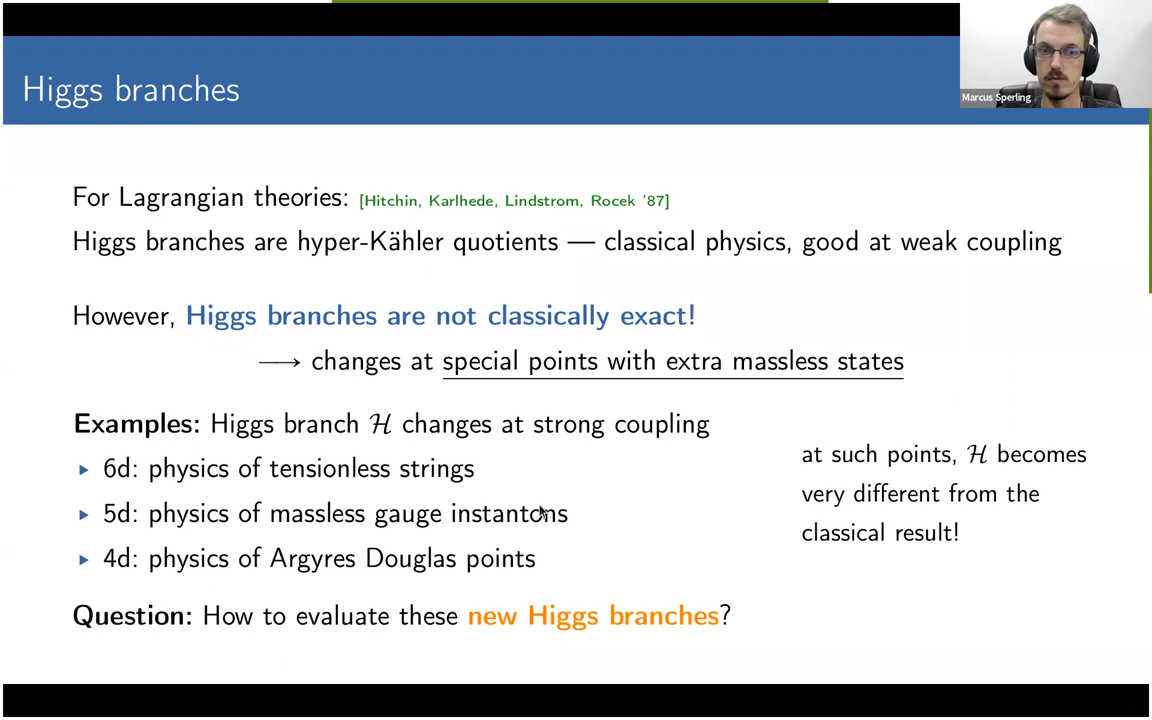 Higgs branches
Marcus Sperling
For Lagrangian theories: [Hitchin, Karlhede, Lindstrom, Rocek '87]
Higgs branches are hyper-Kähler quotients — classical physics, good at weak coupling
However, Higgs branches are not classically exact!
⟶ changes at special points with extra massless states
Examples: Higgs branch ℋ changes at strong coupling
▸ 6d: physics of tensionless strings
▸ 5d: physics of massless gauge instantons
▸ 4d: physics of Argyres Douglas points
at such points, ℋ becomes
very different from the
classical result!
Question: How to evaluate these new Higgs branches?